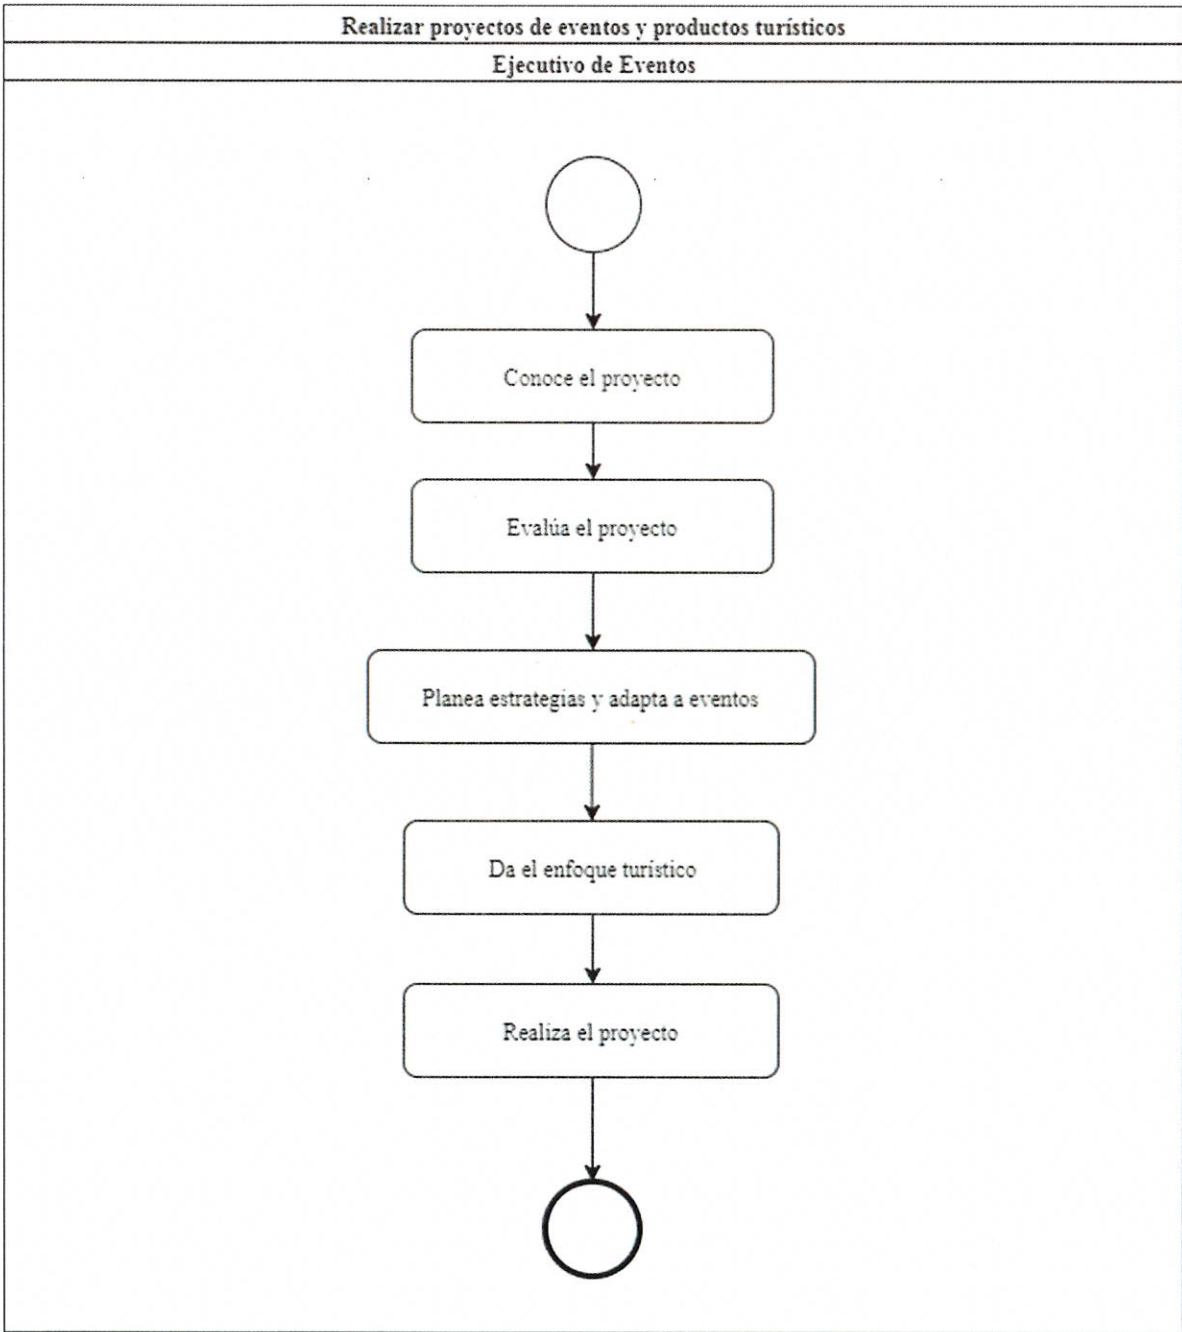 Realizar proyectos de eventos y productos turísticos
Ejecutivo de Eventos
Conoce el proyecto
Evalúa el proyecto
Planea estrategias y adapta a eventos
Da el enfoque turístico
Realiza el proyecto